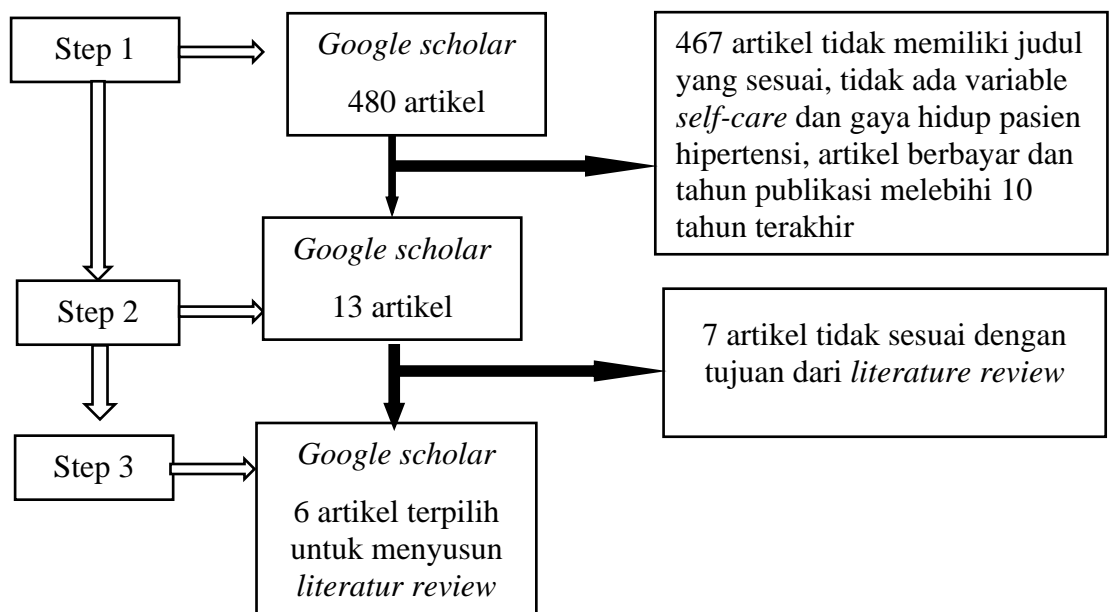 Step 1
Google scholar
480 artikel
467 artikel tidak memiliki judul
yang sesuai, tidak ada variable
self-care dan gaya hidup pasien
hipertensi, artikel berbayar dan
tahun publikasi melebihi 10
tahun terakhir
Step 2
Google scholar
13 artikel
7 artikel tidak sesuai dengan
tujuan dari literature review
Step 3
Google scholar
6 artikel terpilih
untuk menyusun
literatur review